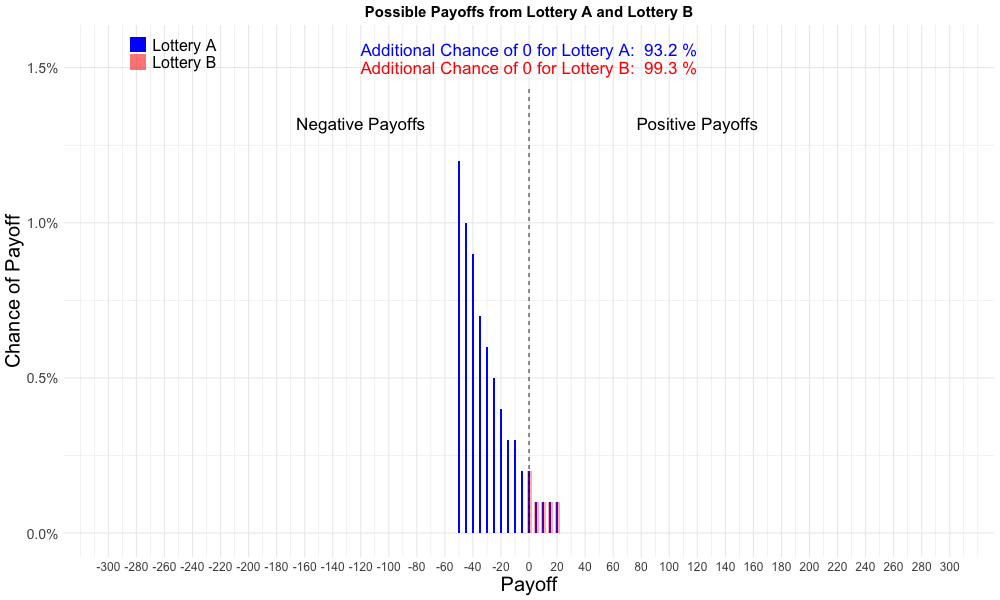 Possible Payoffs from Lottery A and Lottery B
Lottery A
Lottery B
Additional Chance of 0 for Lottery A:  93.2 %
Additional Chance of 0 for Lottery B:  99.3 %
Negative Payoffs
Positive Payoffs
Chance of Payoff
1.5%
1.0%
0.5%
0.0%
-300 -280 -260 -240 -220 -200 -180 -160 -140 -120 -100 -80 -60 -40 -20 0 20 40 60 80 100 120 140 160 180 200 220 240 260 280 300
Payoff